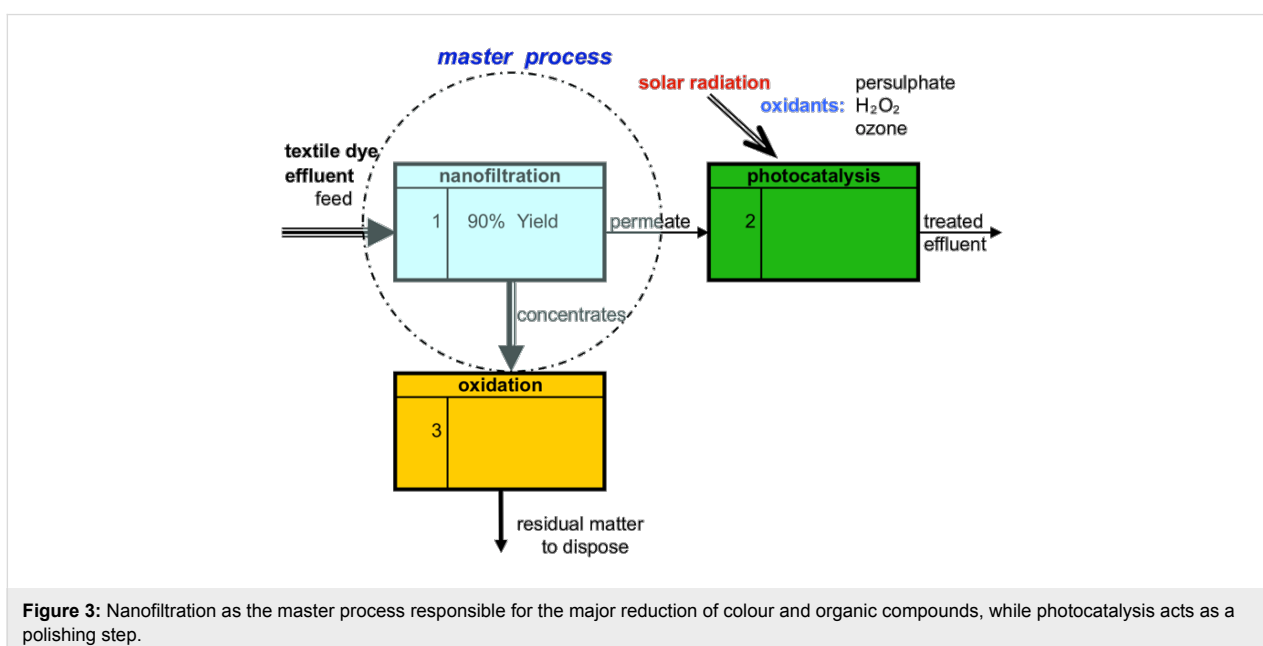 master process
solar radiation
oxidants:
persulphate
H₂O₂
ozone
textile dye
effluent
feed
nanofiltration
1
90% Yield
permeate
photocatalysis
2
treated
effluent
concentrates
oxidation
3
residual matter
to dispose
Figure 3: Nanofiltration as the master process responsible for the major reduction of colour and organic compounds, while photocatalysis acts as a
polishing step.